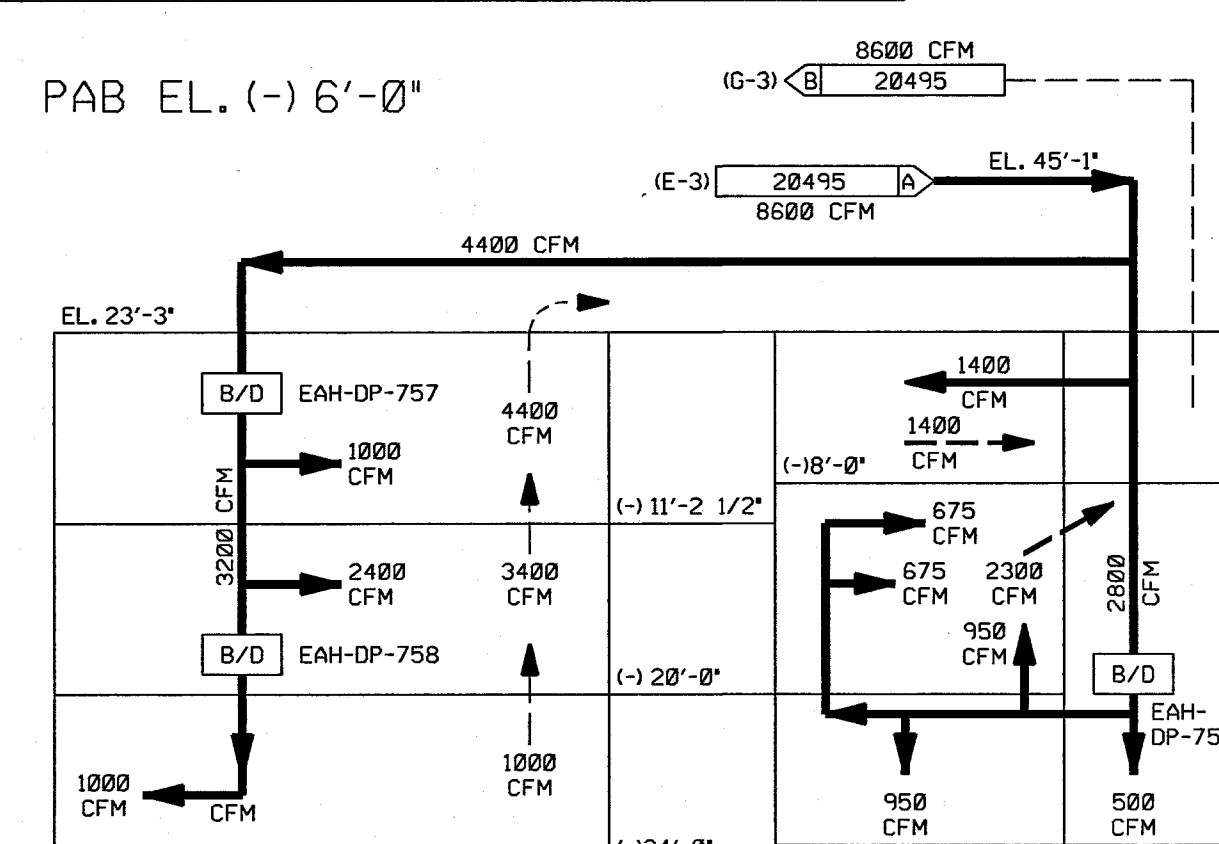 8600 CFM
PAB EL. (-) 6'-0"
(G-3) B 20495
EL. 45'-1"
(E-3) 20495 A
8600 CFM
4400 CFM
EL. 23'-3"
B/D EAH-DP-757
1400
CFM
4400
CFM
1400
CFM
1000
CFM
(-)8'-0"
3200 CFM
(-) 11'-2 1/2"
675
CFM
2400
CFM
3400
CFM
675
CFM
2300
CFM
2800
CFM
950
CFM
B/D EAH-DP-758
(-) 20'-0"
B/D
EAH-
DP-75
1000
CFM
1000
CFM
CFM
950
CFM
500
CFM